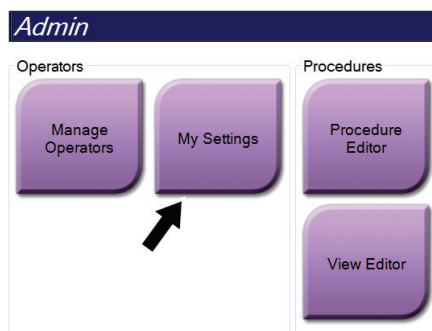 Admin
Operators
Procedures
Manage
Operators
My Settings
Procedure
Editor
View Editor